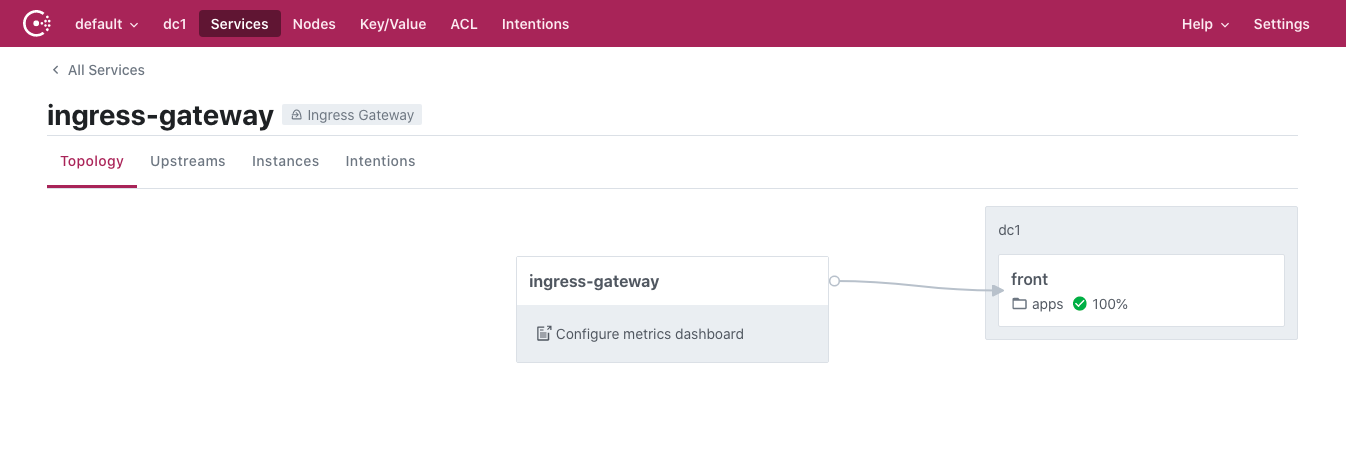 default dc1 Services Nodes Key/Value ACL Intentions Help Settings
All Services
ingress-gateway Ingress Gateway
Topology Upstreams Instances Intentions
dc1
ingress-gateway
front
apps 100%
Configure metrics dashboard